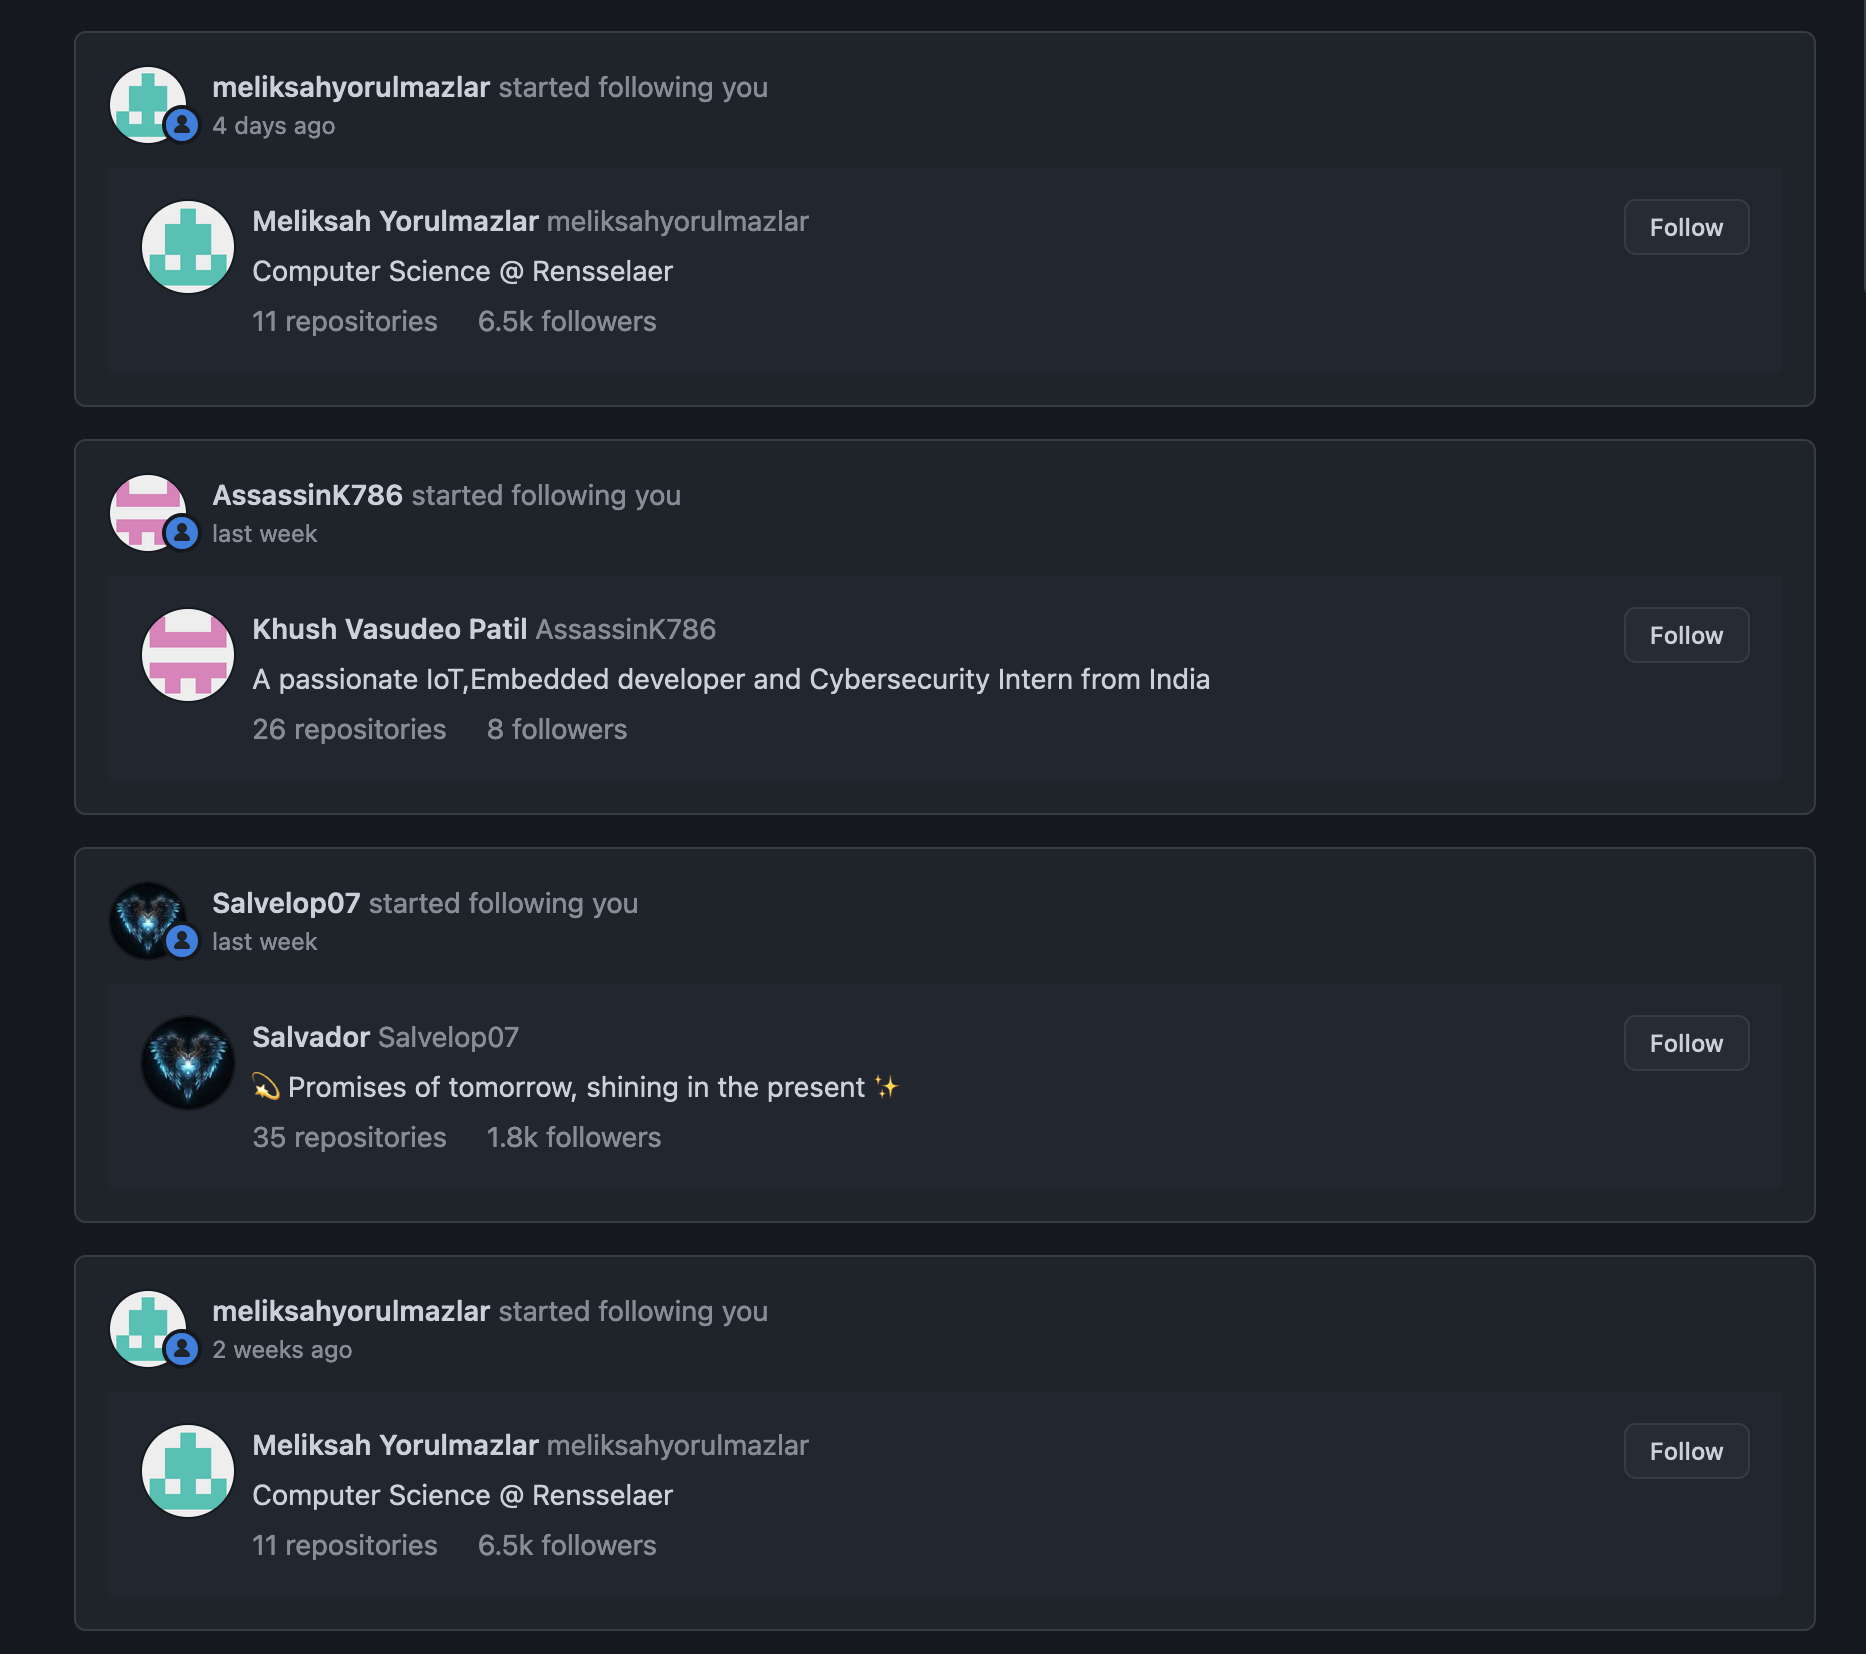 meliksahyorulmazlar started following you
4 days ago
Meliksah Yorulmazlar meliksahyorulmazlar
Follow
Computer Science @ Rensselaer
11 repositories 6.5k followers
AssassinK786 started following you
last week
Khush Vasudeo Patil AssassinK786
Follow
A passionate IoT,Embedded developer and Cybersecurity Intern from India
26 repositories 8 followers
Salvelop07 started following you
last week
Salvador Salvelop07
Follow
💫 Promises of tomorrow, shining in the present ✨
35 repositories 1.8k followers
meliksahyorulmazlar started following you
2 weeks ago
Meliksah Yorulmazlar meliksahyorulmazlar
Follow
Computer Science @ Rensselaer
11 repositories 6.5k followers